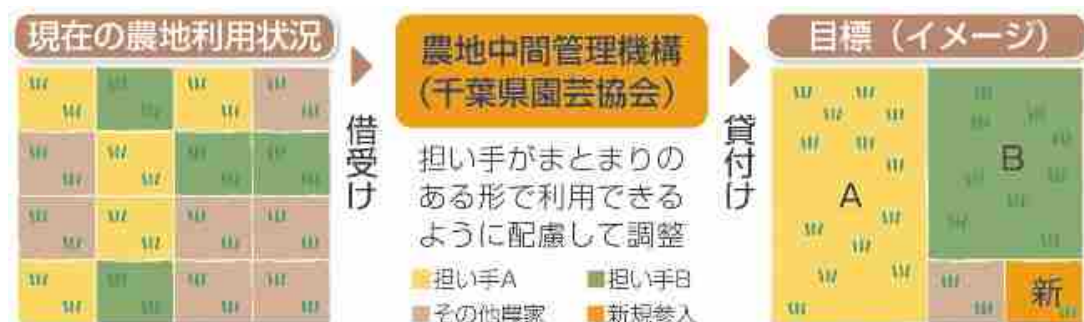 現在の農地利用状況
借受け
農地中間管理機構
(千葉県園芸協会)
担い手がまとまりの
ある形で利用できる
ように配慮して調整
担い手A
担い手B
その他農家
新規参入
貸付け
目標（イメージ）
A
B
新